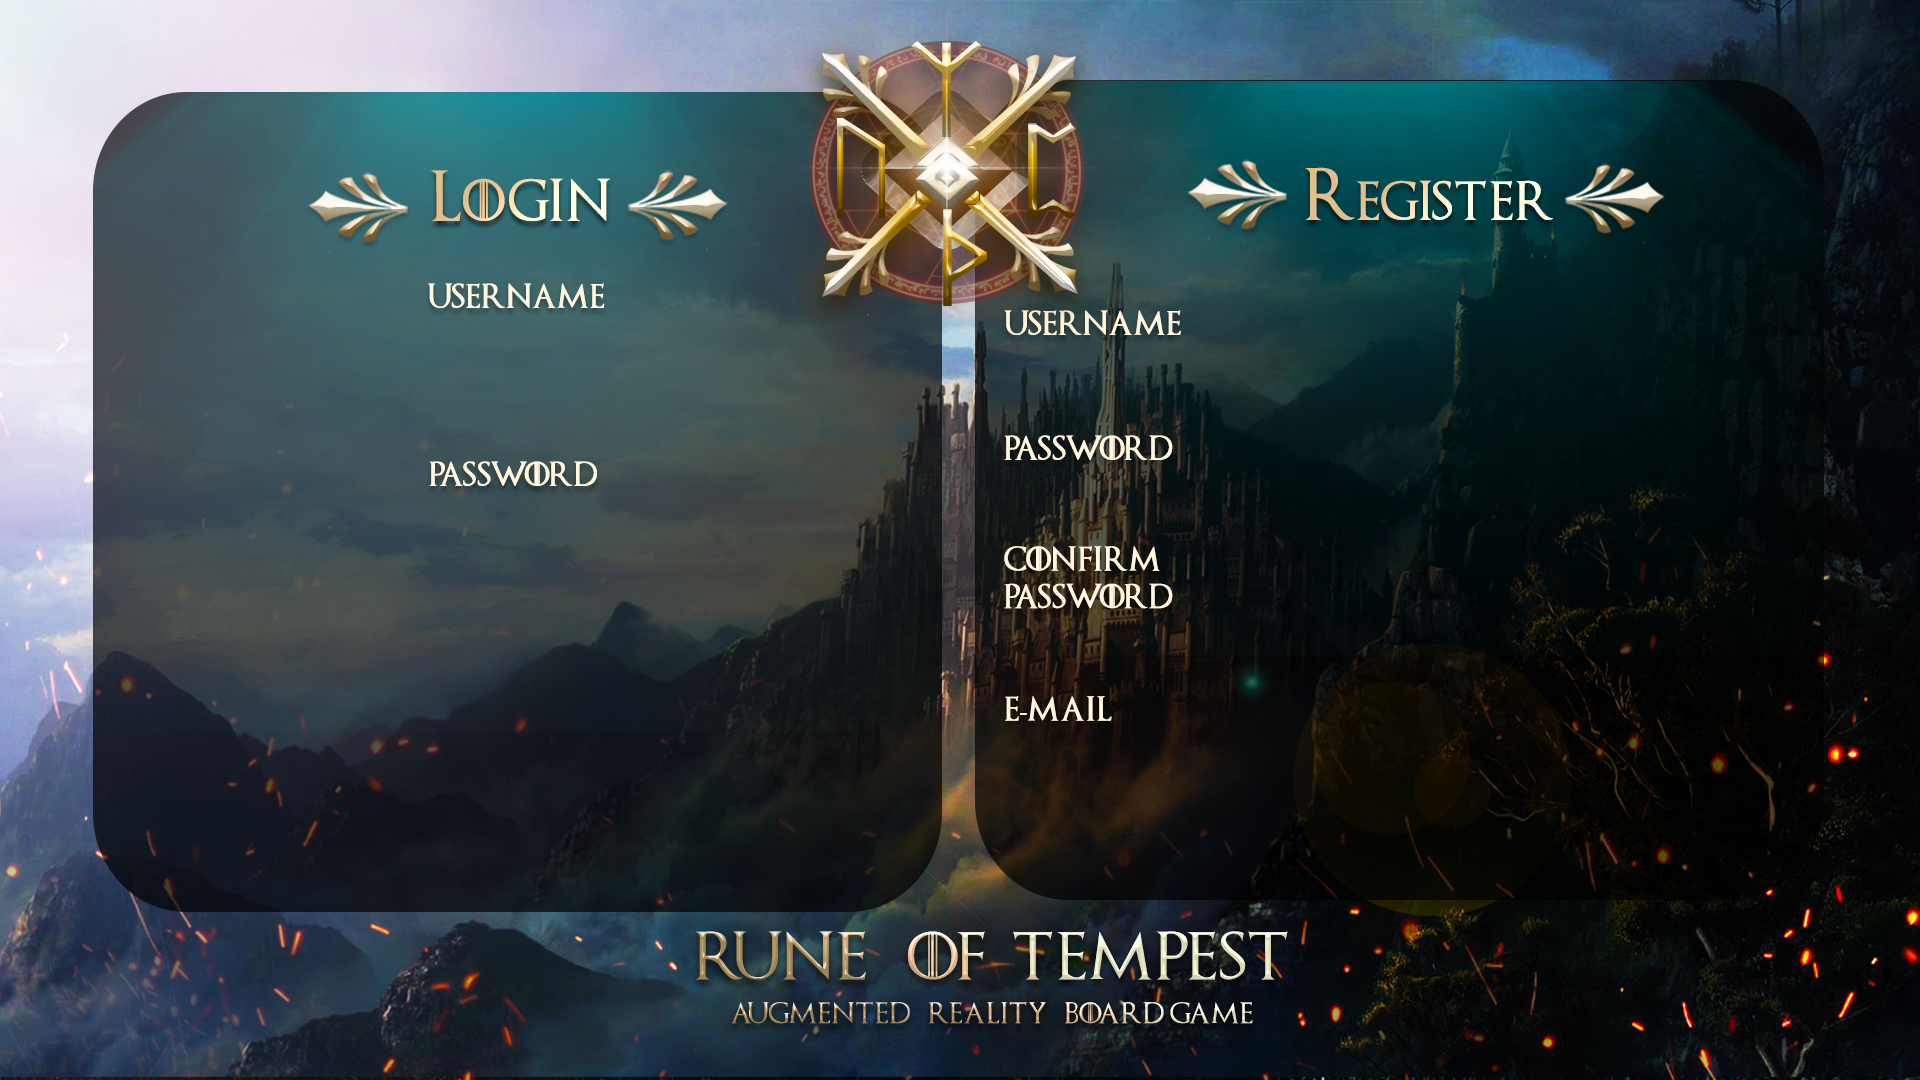 LOGIN
USERNAME
PASSWORD
REGISTER
USERNAME
PASSWORD
CONFIRM
PASSWORD
E-MAIL
RUNE OF TEMPEST
AUGMENTED REALITY BOARDGAME